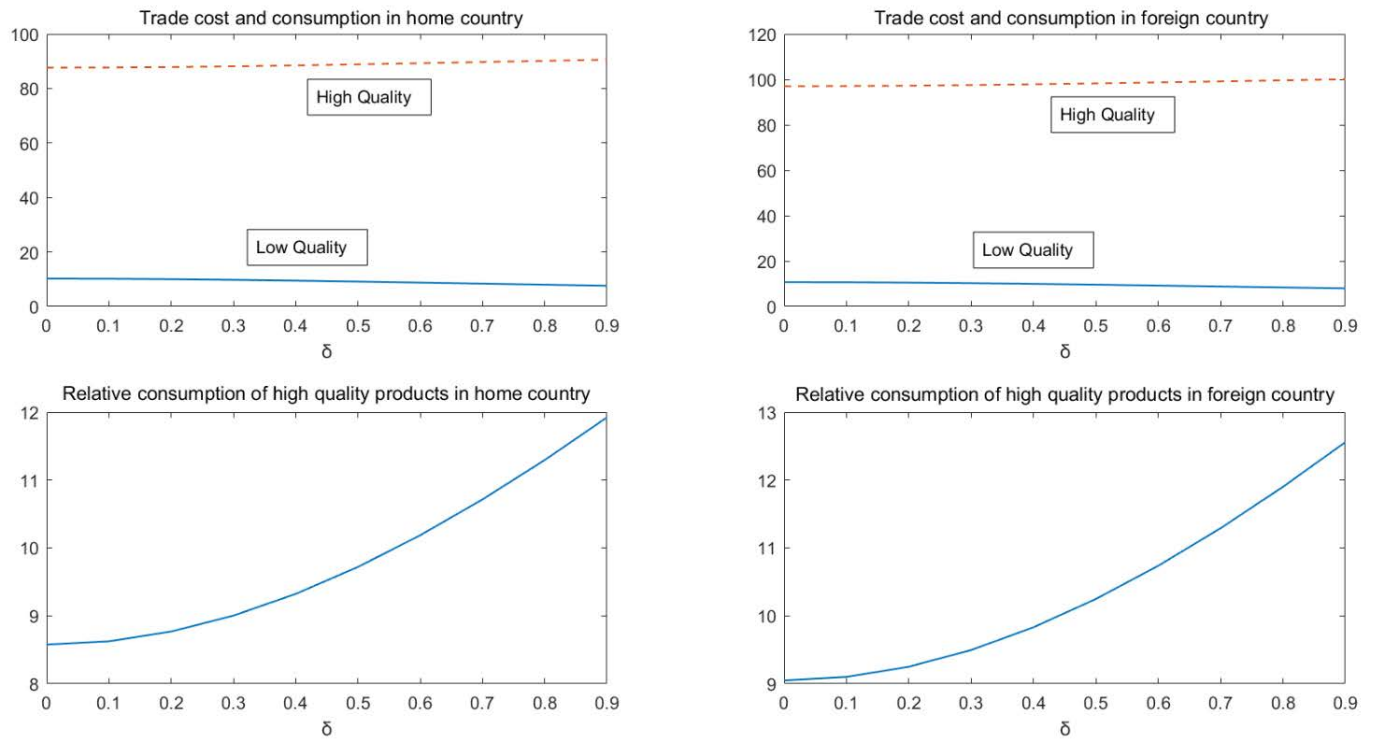 Trade cost and consumption in home country
100
80
60
40
20
0
High Quality
Low Quality
0 0.1 0.2 0.3 0.4 0.5 0.6 0.7 0.8 0.9
δ
Trade cost and consumption in foreign country
120
100
80
60
40
20
0
High Quality
Low Quality
0 0.1 0.2 0.3 0.4 0.5 0.6 0.7 0.8 0.9
δ
Relative consumption of high quality products in home country
12
11
10
9
8
0 0.1 0.2 0.3 0.4 0.5 0.6 0.7 0.8 0.9
δ
Relative consumption of high quality products in foreign country
13
12
11
10
9
0 0.1 0.2 0.3 0.4 0.5 0.6 0.7 0.8 0.9
δ